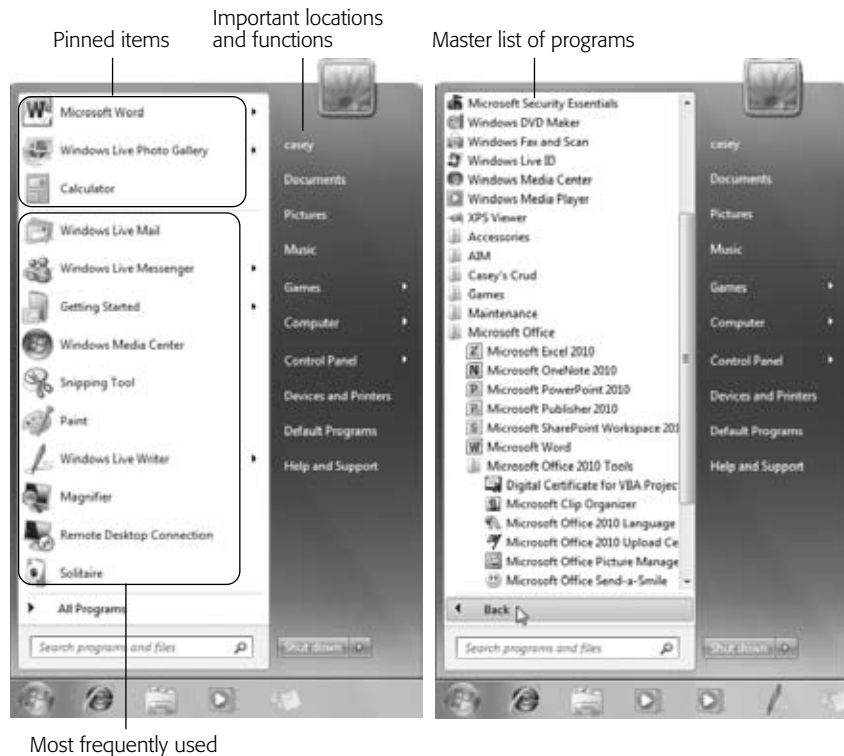 Pinned items
Important locations
and functions
Microsoft Word
Windows Live Photo Gallery
Calculator
Windows Live Mail
Windows Live Messenger
Getting Started
Windows Media Center
Snipping Tool
Paint
Windows Live Writer
Magnifier
Remote Desktop Connection
Solitaire
All Programs
Search programs and files
casey
Documents
Pictures
Music
Games
Computer
Control Panel
Devices and Printers
Default Programs
Help and Support
Shut down
Most frequently used
Master list of programs
Microsoft Security Essentials
Windows DVD Maker
Windows Fax and Scan
Windows Live ID
Windows Media Center
Windows Media Player
XPS Viewer
Accessories
AIM
Casey's Crud
Games
Maintenance
Microsoft Office
Microsoft Excel 2010
Microsoft OneNote 2010
Microsoft PowerPoint 2010
Microsoft Publisher 2010
Microsoft SharePoint Workspace 201
Microsoft Word
Microsoft Office 2010 Tools
Digital Certificate for VBA Projec
Microsoft Clip Organizer
Microsoft Office 2010 Language
Microsoft Office 2010 Upload Ce
Microsoft Office Picture Manage
Microsoft Office Send-a-Smile
Back
Search programs and files
casey
Documents
Pictures
Music
Games
Computer
Control Panel
Devices and Printers
Default Programs
Help and Support
Shut down